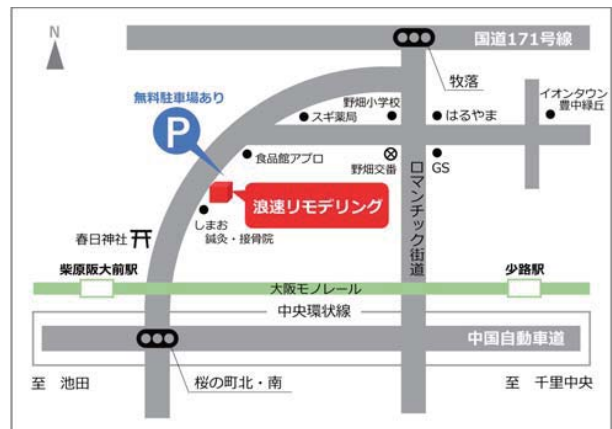 N
国道171号線
牧落
無料駐車場あり
P
スギ薬局
野畑小学校
はるやま
イオンタウン
豊中緑丘
食品館アプロ
野畑交番
GS
ロマンチック街道
浪速リモデリング
しまお
鍼灸・接骨院
春日神社
柴原阪大前駅
大阪モノレール
少路駅
中央環状線
中国自動車道
至 池田
桜の町北・南
至 千里中央